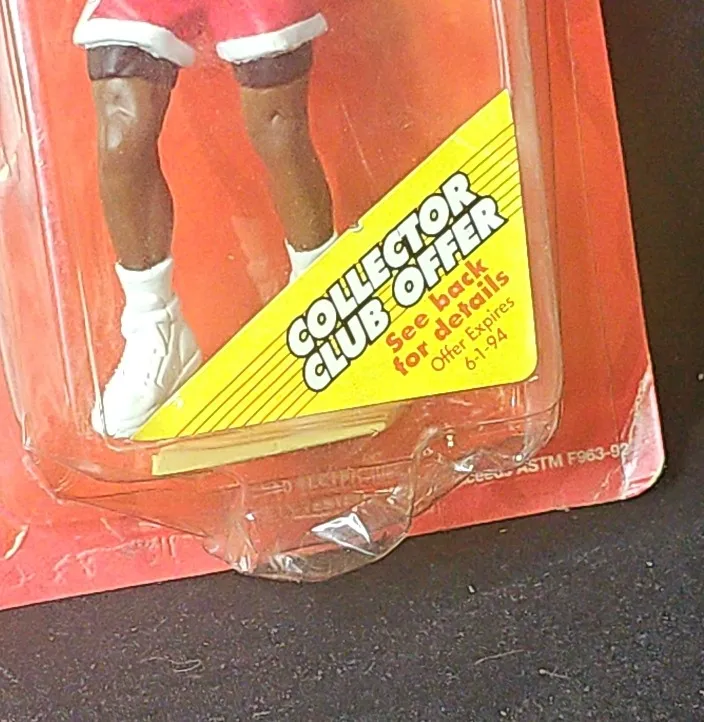 COLLECTOR
CLUB OFFER
See back
for details
Offer Expires
6-1-94
ASTM F963-92